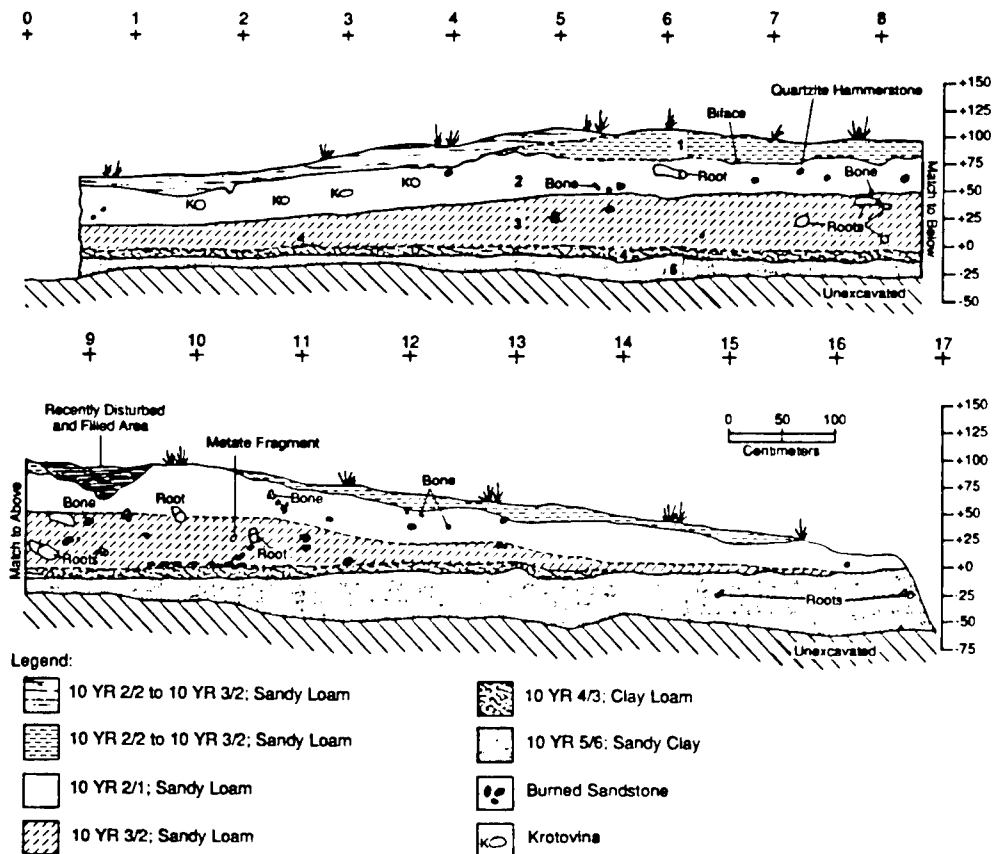 0 1 2 3 4 5 6 7 8
Quartzite Hammerstone
Biface
+150
+125
+100
+75
+50
+25
+0
-25
-50
Match to Below
1
Root
Bone
2
Bone
K
K
K
K
3
Roots
4
4
5
Unexcavated
9 10 11 12 13 14 15 16 17
Recently Disturbed
and Filled Area
Metate Fragment
0 50 100
Centimeters
+150
+125
+100
+75
+50
+25
+0
-25
-50
-75
Match to Above
Bone
Root
Bone
Bone
Roots
Root
Roots
Unexcavated
Legend:
10 YR 2/2 to 10 YR 3/2; Sandy Loam
10 YR 2/2 to 10 YR 3/2; Sandy Loam
10 YR 2/1; Sandy Loam
10 YR 3/2; Sandy Loam
10 YR 4/3; Clay Loam
10 YR 5/6; Sandy Clay
Burned Sandstone
K
Krotovina